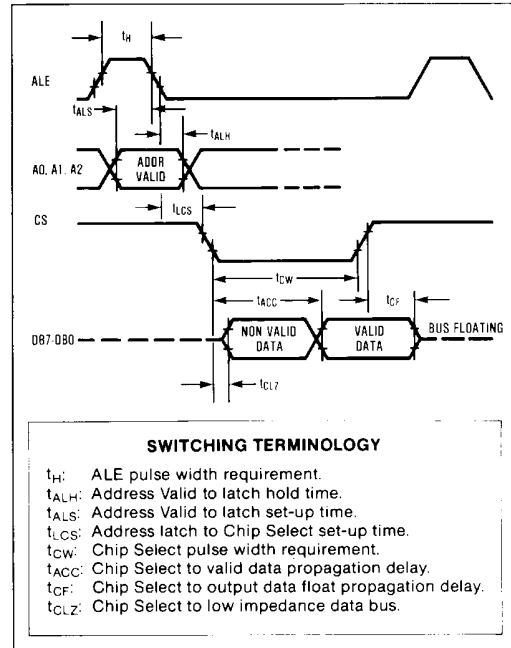 tH
ALE
tALS
tALH
A0, A1, A2
ADDR
VALID
tLCS
CS
tCW
tACC
tCF
DB7-DB0
NON VALID
DATA
VALID
DATA
BUS FLOATING
tCLZ
SWITCHING TERMINOLOGY
tH: ALE pulse width requirement.
tALH: Address Valid to latch hold time.
tALS: Address Valid to latch set-up time.
tLCS: Address latch to Chip Select set-up time.
tCW: Chip Select pulse width requirement.
tACC: Chip Select to valid data propagation delay.
tCF: Chip Select to output data float propagation delay.
tCLZ: Chip Select to low impedance data bus.